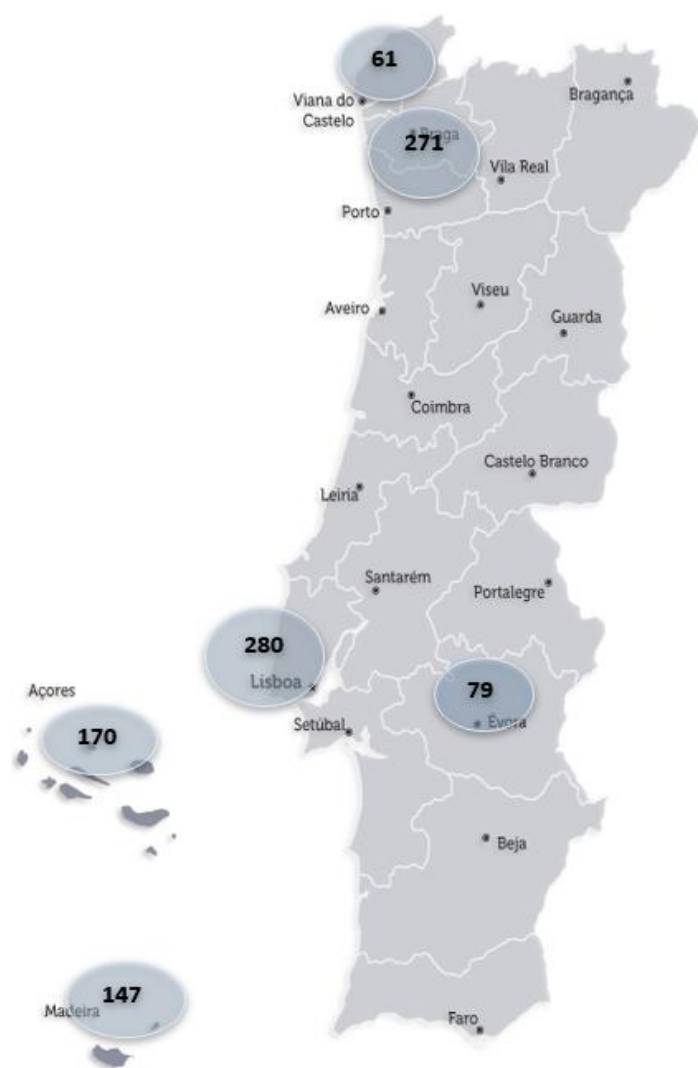 61
Viana do
Castelo
Bragança
Braga
271
Vila Real
Porto
Viseu
Aveiro
Guarda
Coimbra
Castelo Branco
Leiria
Santarém
Portalegre
280
Lisboa
79
Évora
Açores
170
Setúbal
Beja
147
Madeira
Faro